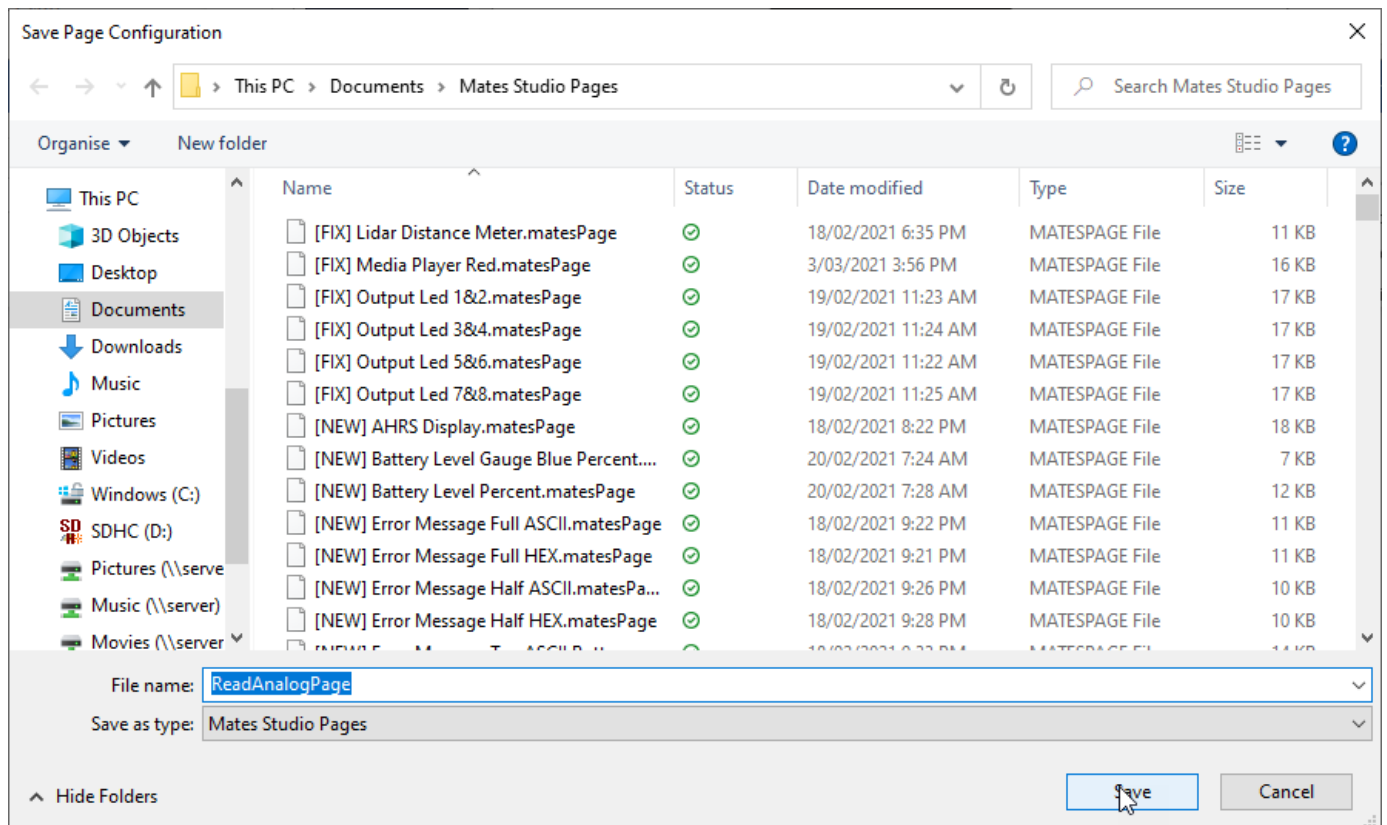 Save Page Configuration
This PC > Documents > Mates Studio Pages
Search Mates Studio Pages
Organise
New folder
?
Name Status Date modified Type Size
This PC
3D Objects
Desktop
Documents
Downloads
Music
Pictures
Videos
Windows (C:)
SDHC (D:)
Pictures (\\serve
Music (\\server)
Movies (\\server
[FIX] Lidar Distance Meter.matesPage 18/02/2021 6:35 PM MATESPAGE File 11 KB
[FIX] Media Player Red.matesPage 3/03/2021 3:56 PM MATESPAGE File 16 KB
[FIX] Output Led 1&2.matesPage 19/02/2021 11:23 AM MATESPAGE File 17 KB
[FIX] Output Led 3&4.matesPage 19/02/2021 11:24 AM MATESPAGE File 17 KB
[FIX] Output Led 5&6.matesPage 19/02/2021 11:22 AM MATESPAGE File 17 KB
[FIX] Output Led 7&8.matesPage 19/02/2021 11:25 AM MATESPAGE File 17 KB
[NEW] AHRS Display.matesPage 18/02/2021 8:22 PM MATESPAGE File 18 KB
[NEW] Battery Level Gauge Blue Percent.... 20/02/2021 7:24 AM MATESPAGE File 7 KB
[NEW] Battery Level Percent.matesPage 20/02/2021 7:28 AM MATESPAGE File 12 KB
[NEW] Error Message Full ASCII.matesPage 18/02/2021 9:22 PM MATESPAGE File 11 KB
[NEW] Error Message Full HEX.matesPage 18/02/2021 9:21 PM MATESPAGE File 11 KB
[NEW] Error Message Half ASCII.matesPa... 18/02/2021 9:26 PM MATESPAGE File 10 KB
[NEW] Error Message Half HEX.matesPage 18/02/2021 9:28 PM MATESPAGE File 10 KB
File name: ReadAnalogPage
Save as type: Mates Studio Pages
Hide Folders
Save
Cancel